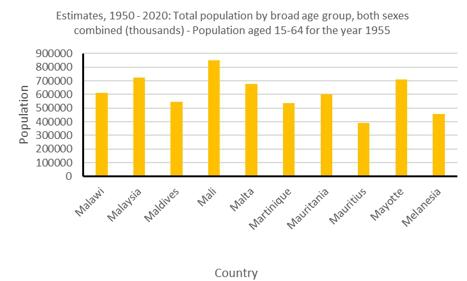 Estimates, 1950 - 2020: Total population by broad age group, both sexes
combined (thousands) - Population aged 15-64 for the year 1955
900000
800000
700000
600000
500000
400000
300000
200000
100000
0
Population
Malawi
Malaysia
Maldives
Mali
Malta
Martinique
Mauritania
Mauritius
Mayotte
Melanesia
Country